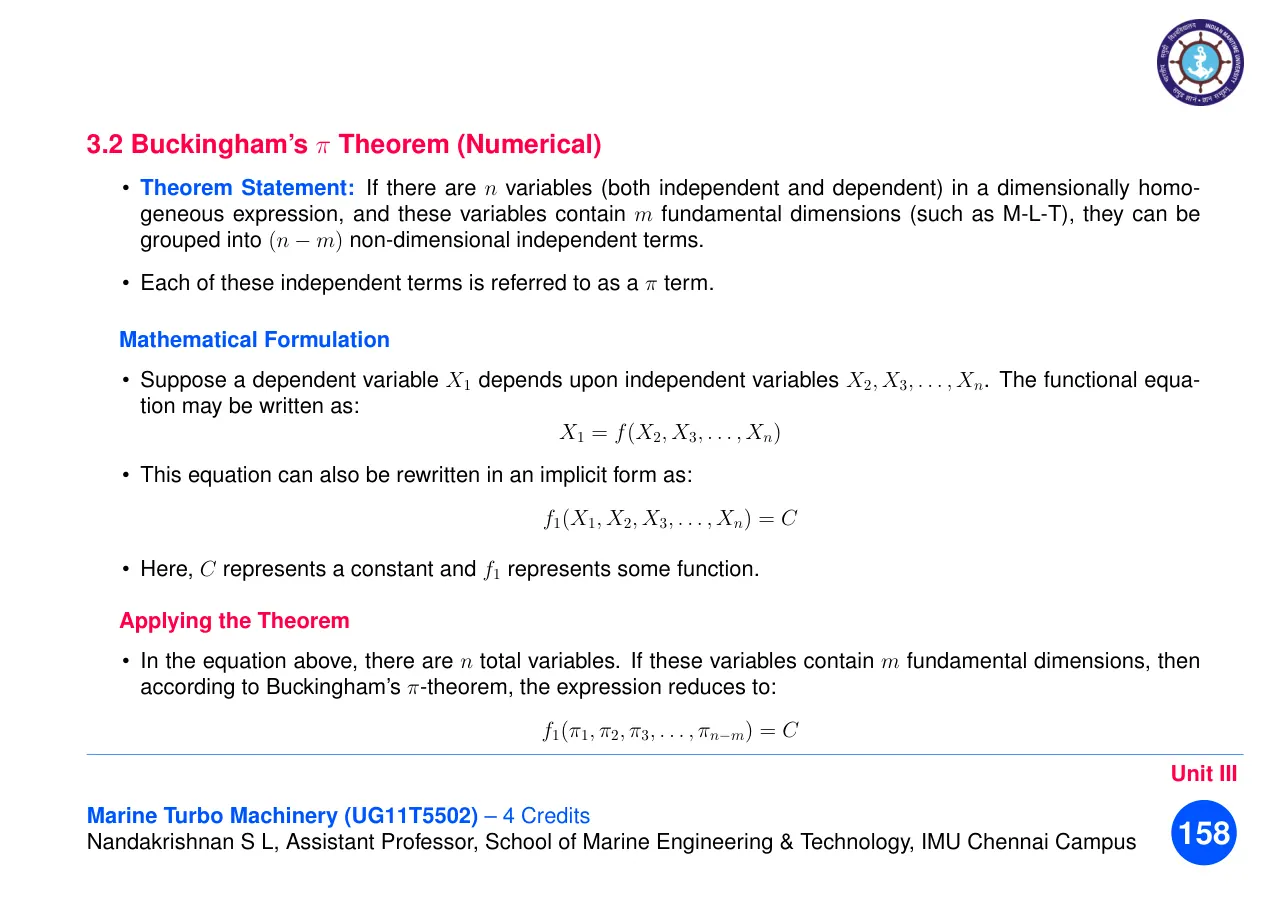 भारतीय समुद्री विश्वविद्यालय
INDIAN MARITIME UNIVERSITY
3.2 Buckingham's π Theorem (Numerical)
• Theorem Statement: If there are n variables (both independent and dependent) in a dimensionally homo-
geneous expression, and these variables contain m fundamental dimensions (such as M-L-T), they can be
grouped into (n − m) non-dimensional independent terms.
• Each of these independent terms is referred to as a π term.
Mathematical Formulation
• Suppose a dependent variable X₁ depends upon independent variables X₂, X₃, . . . , Xₙ. The functional equa-
tion may be written as:
X₁ = f(X₂, X₃, . . . , Xₙ)
• This equation can also be rewritten in an implicit form as:
f₁(X₁, X₂, X₃, . . . , Xₙ) = C
• Here, C represents a constant and f₁ represents some function.
Applying the Theorem
• In the equation above, there are n total variables. If these variables contain m fundamental dimensions, then
according to Buckingham's π-theorem, the expression reduces to:
f₁(π₁, π₂, π₃, . . . , πₙ₋ₘ) = C
Unit III
Marine Turbo Machinery (UG11T5502) – 4 Credits
Nandakrishnan S L, Assistant Professor, School of Marine Engineering & Technology, IMU Chennai Campus
158